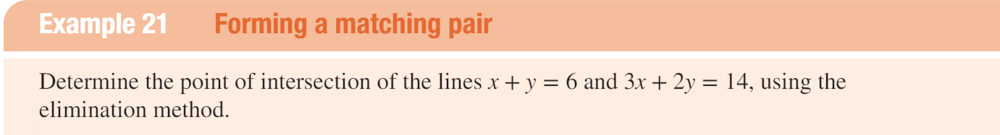 Example 21 Forming a matching pair
Determine the point of intersection of the lines x + y = 6 and 3x + 2y = 14, using the
elimination method.